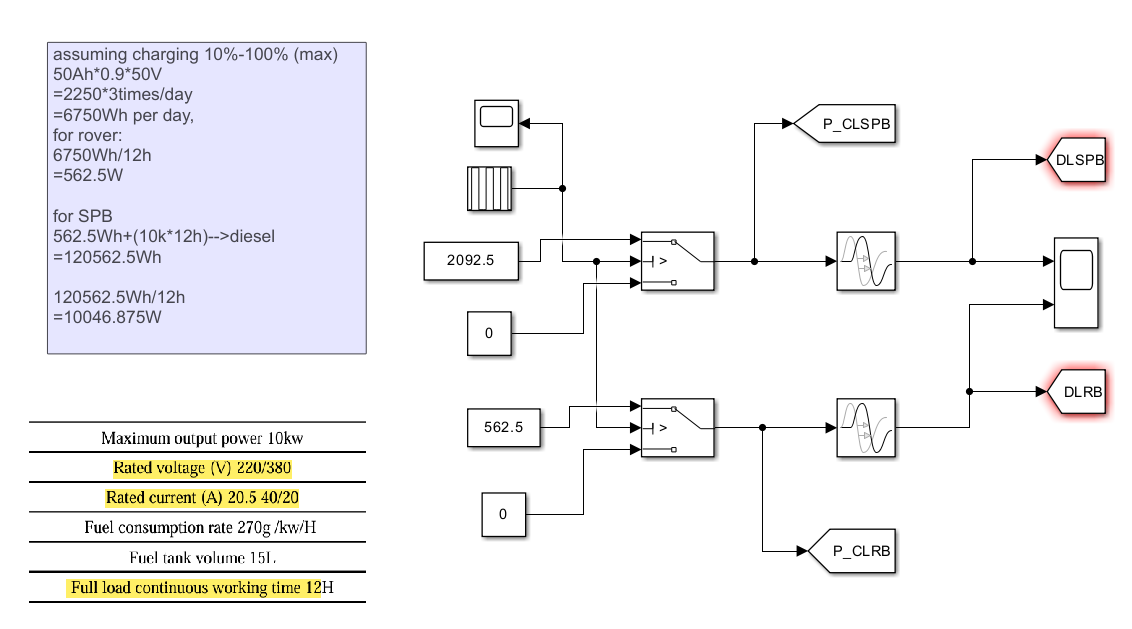 assuming charging 10%-100% (max)
50Ah*0.9*50V
=2250*3times/day
=6750Wh per day,
for rover:
6750Wh/12h
=562.5W
for SPB
562.5Wh+(10k*12h)-->diesel
=120562.5Wh
120562.5Wh/12h
=10046.875W
Maximum output power 10kw
Rated voltage (V) 220/380
Rated current (A) 20.5 40/20
Fuel consumption rate 270g /kw/H
Fuel tank volume 15L
Full load continuous working time 12H
P_CLSPB
DLSPB
2092.5
>
0
DLRB
562.5
>
0
P_CLRB